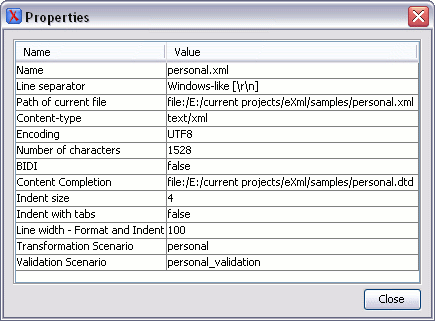 Properties
Name Value
Name personal.xml
Line separator Windows-like [\r\n]
Path of current file file:/E:/current projects/eXml/samples/personal.xml
Content-type text/xml
Encoding UTF8
Number of characters 1528
BIDI false
Content Completion file:/E:/current projects/eXml/samples/personal.dtd
Indent size 4
Indent with tabs false
Line width - Format and Indent 100
Transformation Scenario personal
Validation Scenario personal_validation
Close